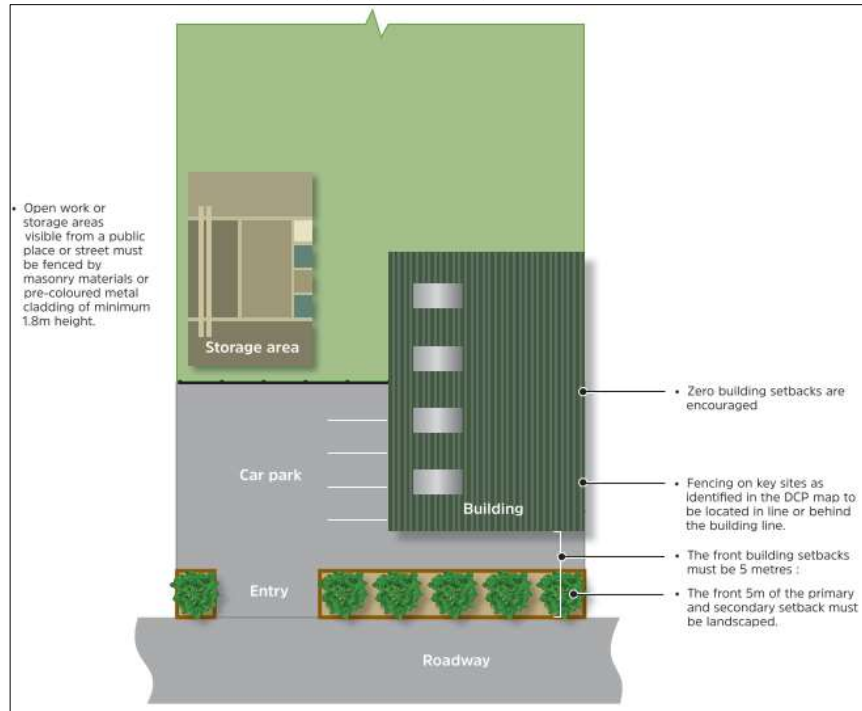 • Open work or
storage areas
visible from a public
place or street must
be fenced by
masonry materials or
pre-coloured metal
cladding of minimum
1.8m height.
Storage area
• Zero building setbacks are
encouraged
Car park
• Fencing on key sites as
identified in the DCP map to
be located in line or behind
the building line.
Building
• The front building setbacks
must be 5 metres :
Entry
• The front 5m of the primary
and secondary setback must
be landscaped.
Roadway